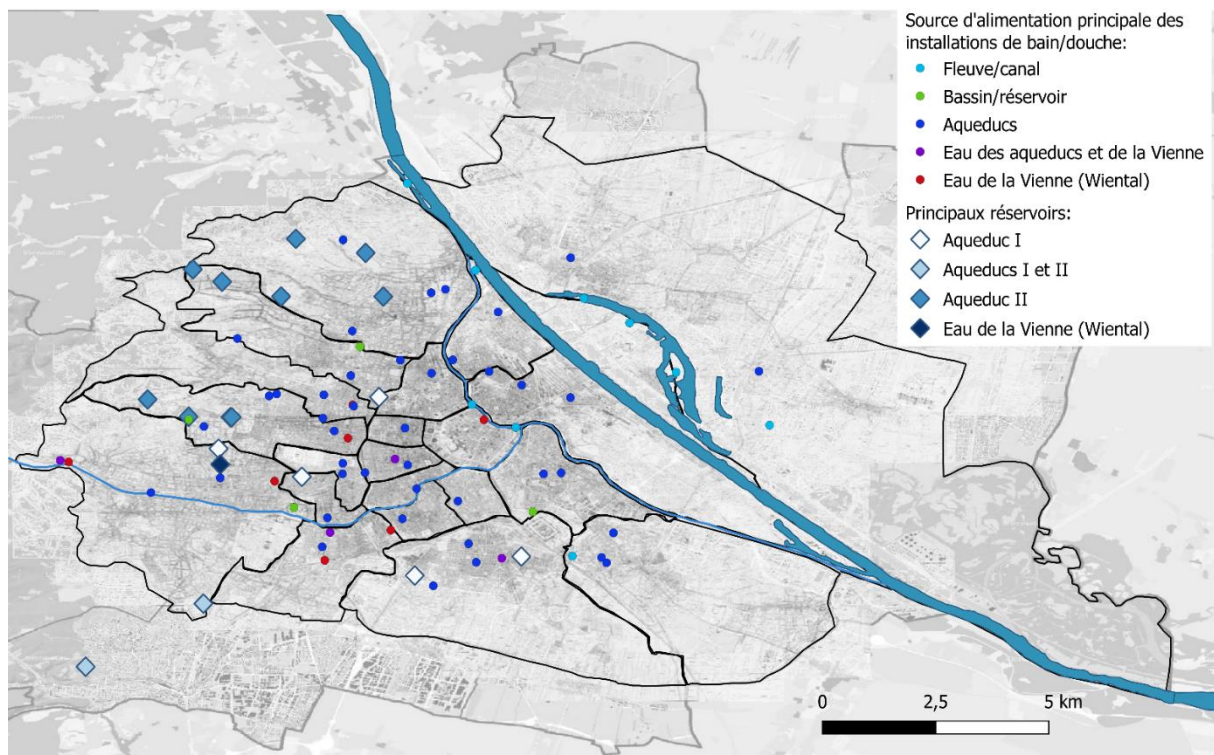 Source d'alimentation principale des
installations de bain/douche:
Fleuve/canal
Bassin/réservoir
Aqueducs
Eau des aqueducs et de la Vienne
Eau de la Vienne (Wiental)
Principaux réservoirs:
Aqueduc I
Aqueducs I et II
Aqueduc II
Eau de la Vienne (Wiental)
0 2,5 5 km